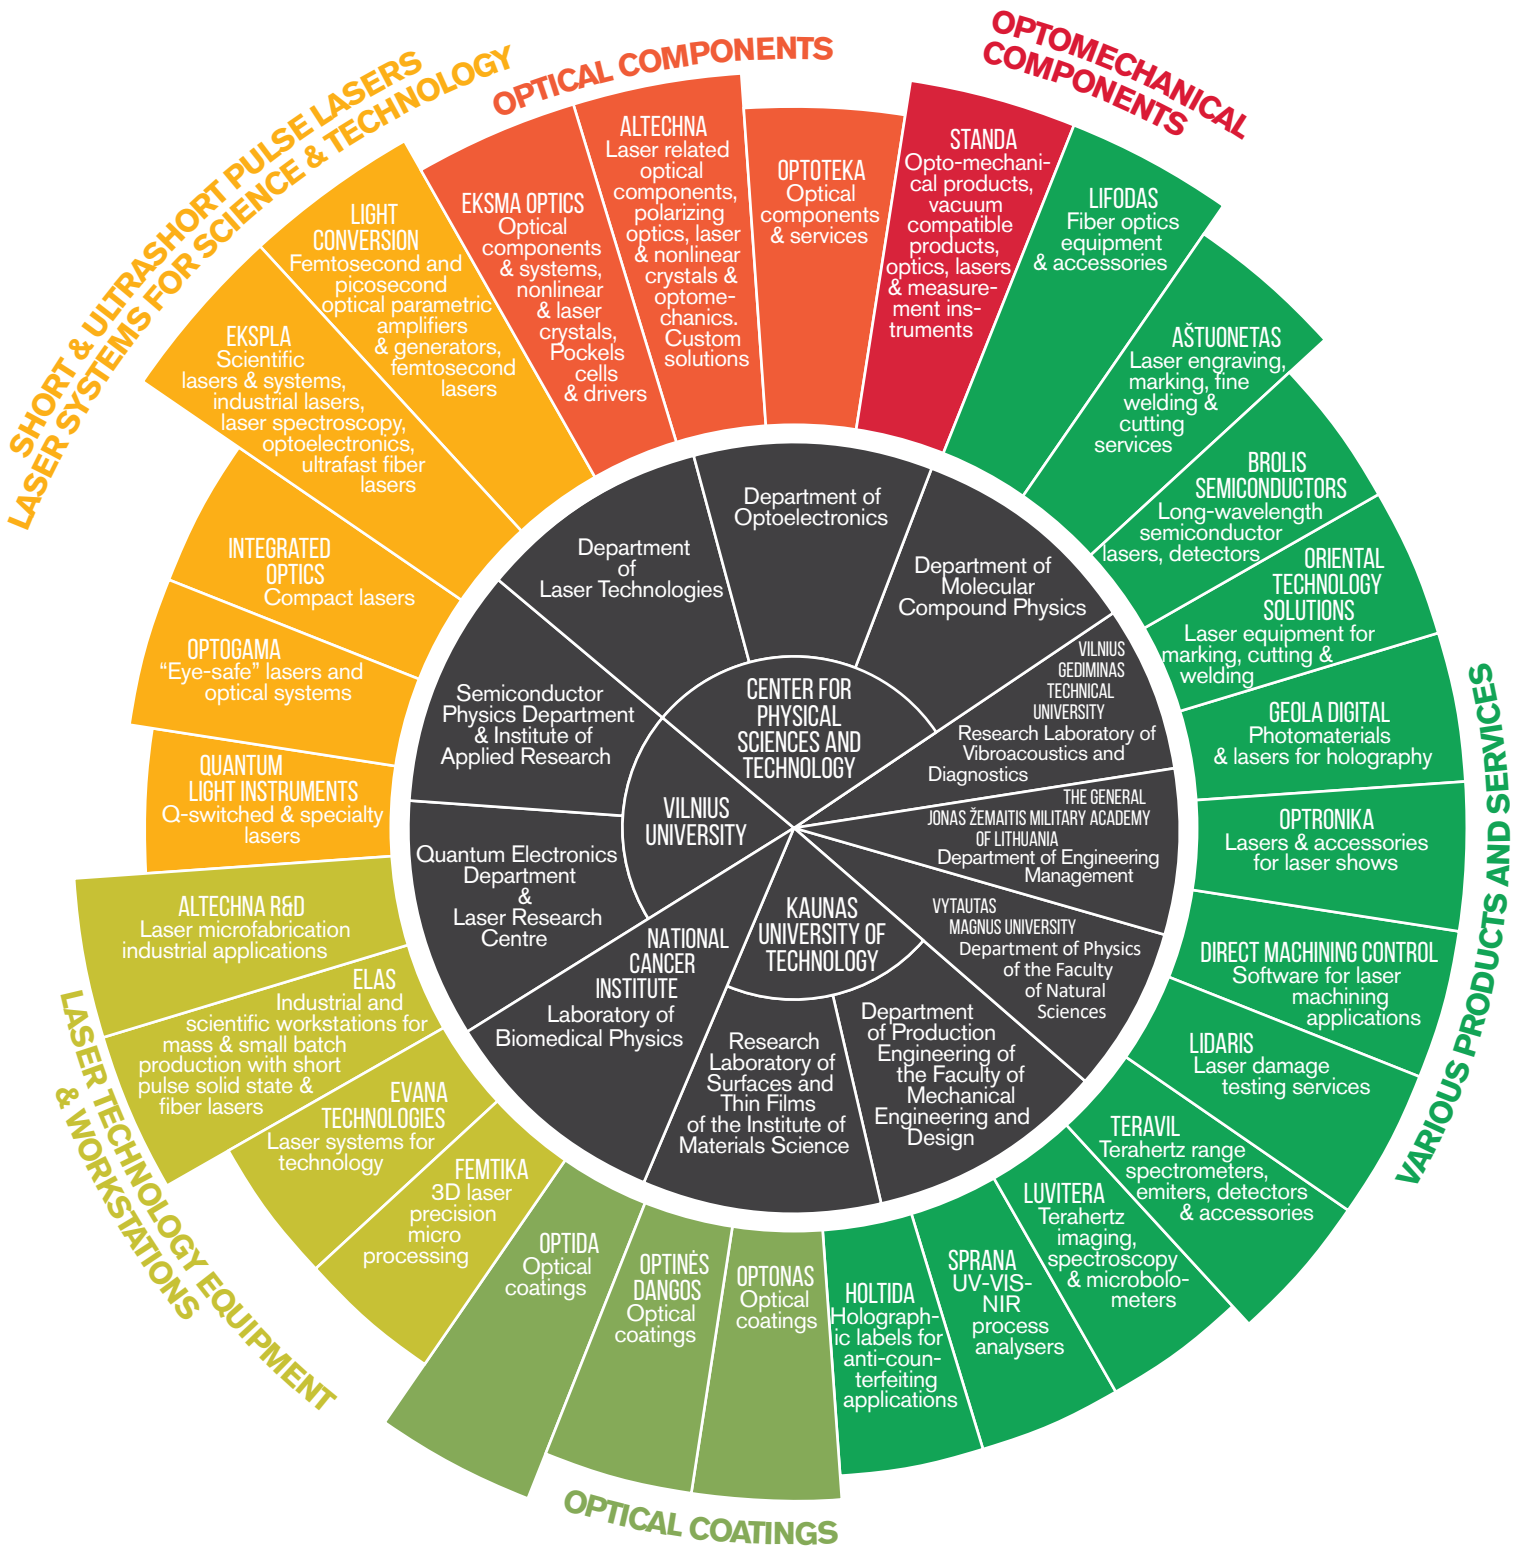 SHORT & ULTRASHORT PULSE LASERS
LASER SYSTEMS FOR SCIENCE & TECHNOLOGY
OPTICAL COMPONENTS
OPTOMECHANICAL
COMPONENTS
VARIOUS PRODUCTS AND SERVICES
OPTICAL COATINGS
LASER TECHNOLOGY EQUIPMENT
& WORKSTATIONS
EKSMA OPTICS
Optical
components
& systems,
nonlinear
& laser
crystals,
Pockels
cells
& drivers
ALTECHNA
Laser related
optical
components,
polarizing
optics, laser
& nonlinear
crystals &
optome-
chanics.
Custom
solutions
OPTOTEKA
Optical
components
& services
STANDA
Opto-mechani-
cal products,
vacuum
compatible
products,
optics, lasers
& measure-
ment ins-
truments
LIFODAS
Fiber optics
equipment
& accessories
AŠTUONETAS
Laser engraving,
marking, fine
welding &
cutting
services
BROLIS
SEMICONDUCTORS
Long-wavelength
semiconductor
lasers, detectors
ORIENTAL
TECHNOLOGY
SOLUTIONS
Laser equipment for
marking, cutting &
welding
GEOLA DIGITAL
Photomaterials
& lasers for holography
OPTRONIKA
Lasers & accessories
for laser shows
DIRECT MACHINING CONTROL
Software for laser
machining
applications
LIDARIS
Laser damage
testing services
TERAVIL
Terahertz range
spectrometers,
emiters, detectors
& accessories
LUVITERA
Terahertz
imaging,
spectroscopy
& microbolo-
meters
SPRANA
UV-VIS-
NIR
process
analysers
HOLTIDA
Holograph-
ic labels for
anti-coun-
terfeiting
applications
OPTONAS
Optical
coatings
OPTINĖS
DANGOS
Optical
coatings
OPTIDA
Optical
coatings
FEMTIKA
3D laser
precision
micro
processing
EVANA
TECHNOLOGIES
Laser systems for
technology
ELAS
Industrial and
scientific workstations for
mass & small batch
production with short
pulse solid state &
fiber lasers
ALTECHNA R&D
Laser microfabrication
industrial applications
QUANTUM
LIGHT INSTRUMENTS
Q-switched & specialty
lasers
OPTOGAMA
“Eye-safe” lasers and
optical systems
INTEGRATED
OPTICS
Compact lasers
EKSPLA
Scientific
lasers & systems,
industrial lasers,
laser spectroscopy,
optoelectronics,
ultrafast fiber
lasers
LIGHT
CONVERSION
Femtosecond and
picosecond
optical parametric
amplifiers
& generators,
femtosecond
lasers
CENTER FOR
PHYSICAL
SCIENCES AND
TECHNOLOGY
Department
of
Laser Technologies
Department of
Optoelectronics
Department of
Molecular
Compound Physics
VILNIUS
GEDIMINAS
TECHNICAL
UNIVERSITY
Research Laboratory of
Vibroacoustics and
Diagnostics
THE GENERAL
JONAS ŽEMAITIS MILITARY ACADEMY
OF LITHUANIA
Department of Engineering
Management
VYTAUTAS
MAGNUS UNIVERSITY
Department of Physics
of the Faculty
of Natural
Sciences
KAUNAS
UNIVERSITY OF
TECHNOLOGY
Department
of Production
Engineering of
the Faculty of
Mechanical
Engineering and
Design
Research
Laboratory of
Surfaces and
Thin Films
of the Institute of
Materials Science
NATIONAL
CANCER
INSTITUTE
Laboratory of
Biomedical Physics
VILNIUS
UNIVERSITY
Quantum Electronics
Department
&
Laser Research
Centre
Semiconductor
Physics Department
& Institute of
Applied Research